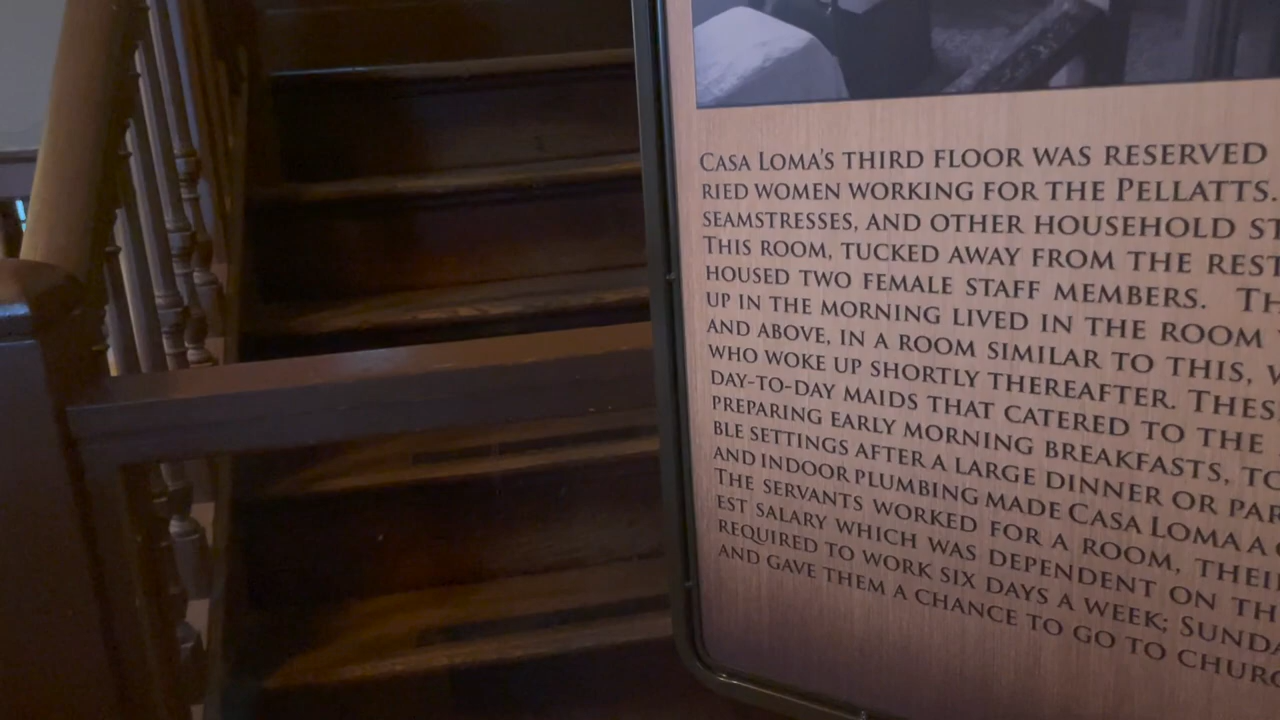 CASA LOMA'S THIRD FLOOR WAS RESERVED
RIED WOMEN WORKING FOR THE PELLATTS.
SEAMSTRESSES, AND OTHER HOUSEHOLD ST
THIS ROOM, TUCKED AWAY FROM THE REST
HOUSED TWO FEMALE STAFF MEMBERS. TH
UP IN THE MORNING LIVED IN THE ROOM
AND ABOVE, IN A ROOM SIMILAR TO THIS,
WHO WOKE UP SHORTLY THEREAFTER. THES
DAY-TO-DAY MAIDS THAT CATERED TO THE
PREPARING EARLY MORNING BREAKFASTS, TO
BLE SETTINGS AFTER A LARGE DINNER OR PAR
AND INDOOR PLUMBING MADE CASA LOMA A
THE SERVANTS WORKED FOR A ROOM, THEI
EST SALARY WHICH WAS DEPENDENT ON TH
REQUIRED TO WORK SIX DAYS A WEEK; SUNDA
AND GAVE THEM A CHANCE TO GO TO CHURC